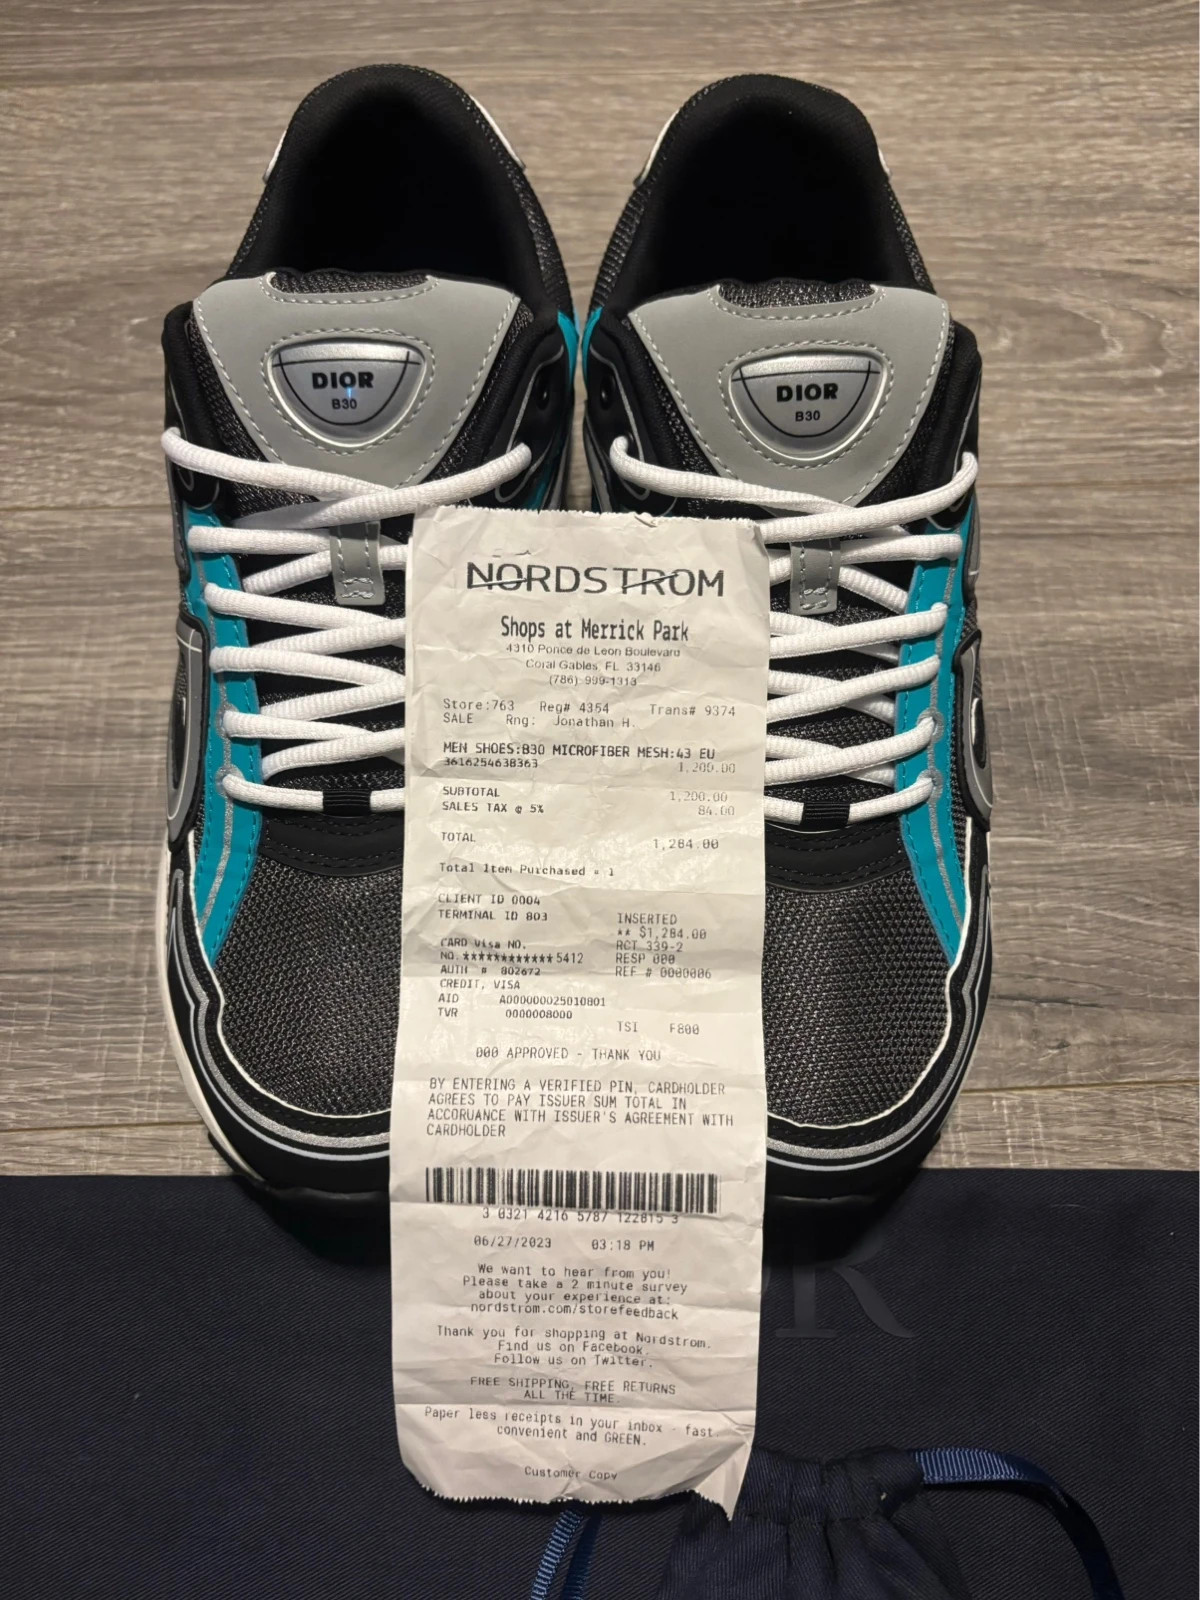 DIOR
B30
DIOR
B30
NORDSTROM
Shops at Merrick Park
4310 Ponce de Leon Boulevard
Coral Gables, FL 33146
(786) 999-1313
Store:763 Reg# 4354 Trans# 9374
SALE Rng: Jonathan H.
MEN SHOES:B30 MICROFIBER MESH:43 EU
3616254638363 1,200.00
SUBTOTAL 1,200.00
SALES TAX @ 5% 84.00
TOTAL 1,284.00
Total Item Purchased = 1
CLIENT ID 0004
TERMINAL ID 803 INSERTED
** $1,284.00
CARD Visa NO. RCT 339-2
NO.************5412 RESP 000
AUTH # 802672 REF # 0000006
CREDIT, VISA
AID A000000025010801
TVR 0000008000
TSI F800
000 APPROVED - THANK YOU
BY ENTERING A VERIFIED PIN, CARDHOLDER
AGREES TO PAY ISSUER SUM TOTAL IN
ACCORUANCE WITH ISSUER'S AGREEMENT WITH
CARDHOLDER
3 0321 4216 5787 122815 3
06/27/2023 03:18 PM
We want to hear from you!
Please take a 2 minute survey
about your experience at:
nordstrom.com/storefeedback
Thank you for shopping at Nordstrom.
Find us on Facebook.
Follow us on Twitter.
FREE SHIPPING, FREE RETURNS
ALL THE TIME.
Paper less receipts in your inbox - fast.
convenient and GREEN.
Customer Copy